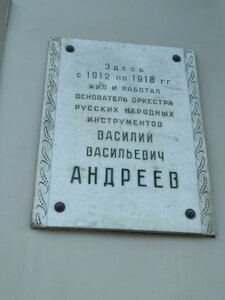 ЗДЕСЬ
С 1912 ПО 1918 ГГ
ЖИЛ И РАБОТАЛ
ОСНОВАТЕЛЬ ОРКЕСТРА
РУССКИХ НАРОДНЫХ
ИНСТРУМЕНТОВ
ВАСИЛИЙ
ВАСИЛЬЕВИЧ
АНДРЕЕВ